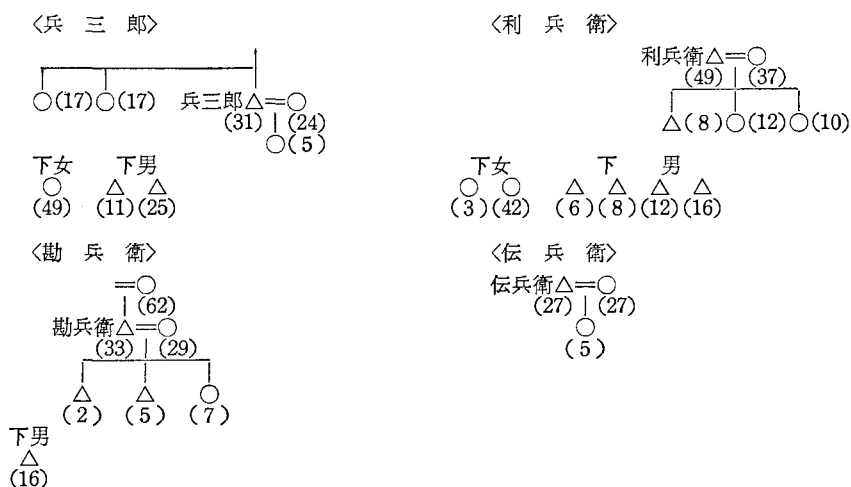 〈兵三郎〉
(17) (17) 兵三郎
(31) (24)
(5)
下女 下男
(49) (11) (25)
〈利兵衛〉
利兵衛
(49) (37)
(8) (12) (10)
下女 下男
(3) (42) (6) (8) (12) (16)
〈勘兵衛〉
(62)
勘兵衛
(33) (29)
(2) (5) (7)
下男
(16)
〈伝兵衛〉
伝兵衛
(27) (27)
(5)